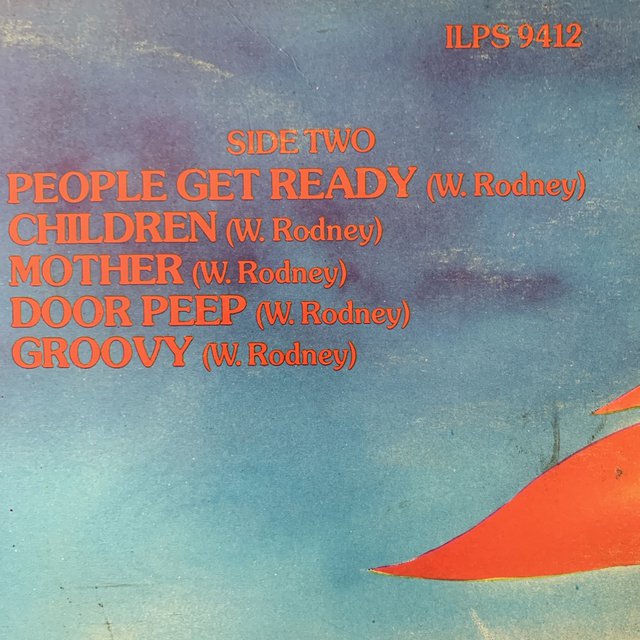 ILPS 9412
SIDE TWO
PEOPLE GET READY (W. Rodney)
CHILDREN (W. Rodney)
MOTHER (W. Rodney)
DOOR PEEP (W. Rodney)
GROOVY (W. Rodney)